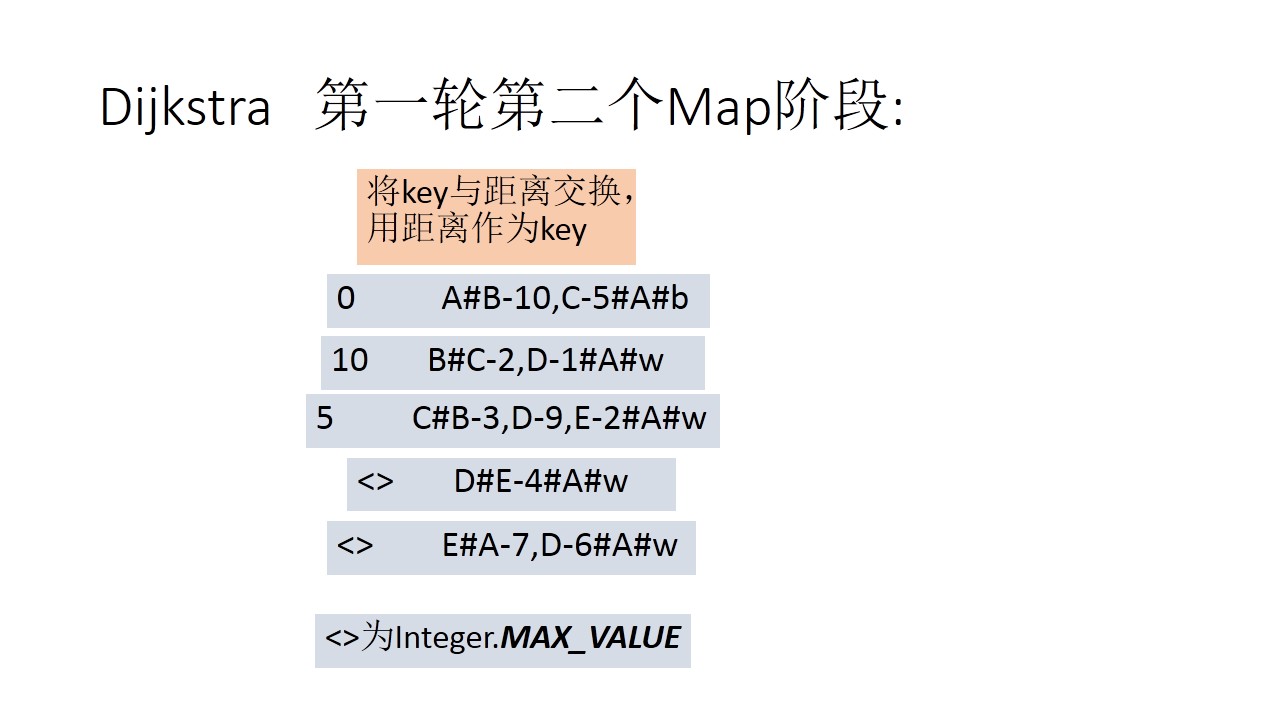 Dijkstra 第一轮第二个Map阶段:
将key与距离交换，
用距离作为key
0 A#B-10,C-5#A#b
10 B#C-2,D-1#A#w
5 C#B-3,D-9,E-2#A#w
<> D#E-4#A#w
<> E#A-7,D-6#A#w
<>为Integer.MAX_VALUE